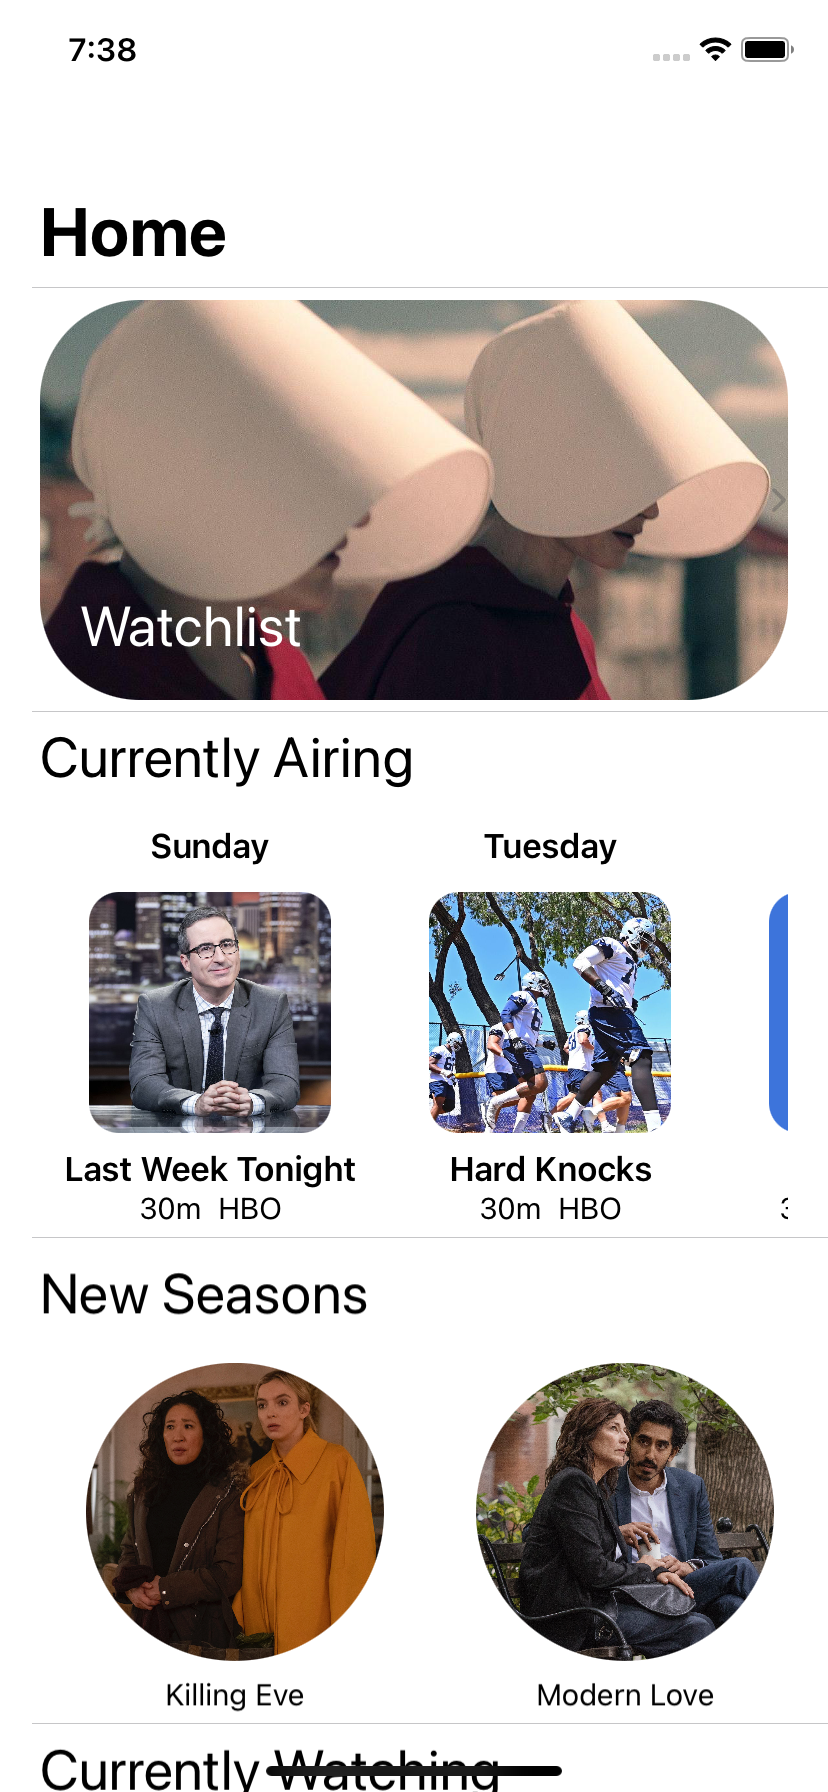 7:38
Home
Watchlist
Currently Airing
Sunday
Tuesday
Last Week Tonight
Hard Knocks
30m HBO
30m HBO
New Seasons
Killing Eve
Modern Love
Currently Watching